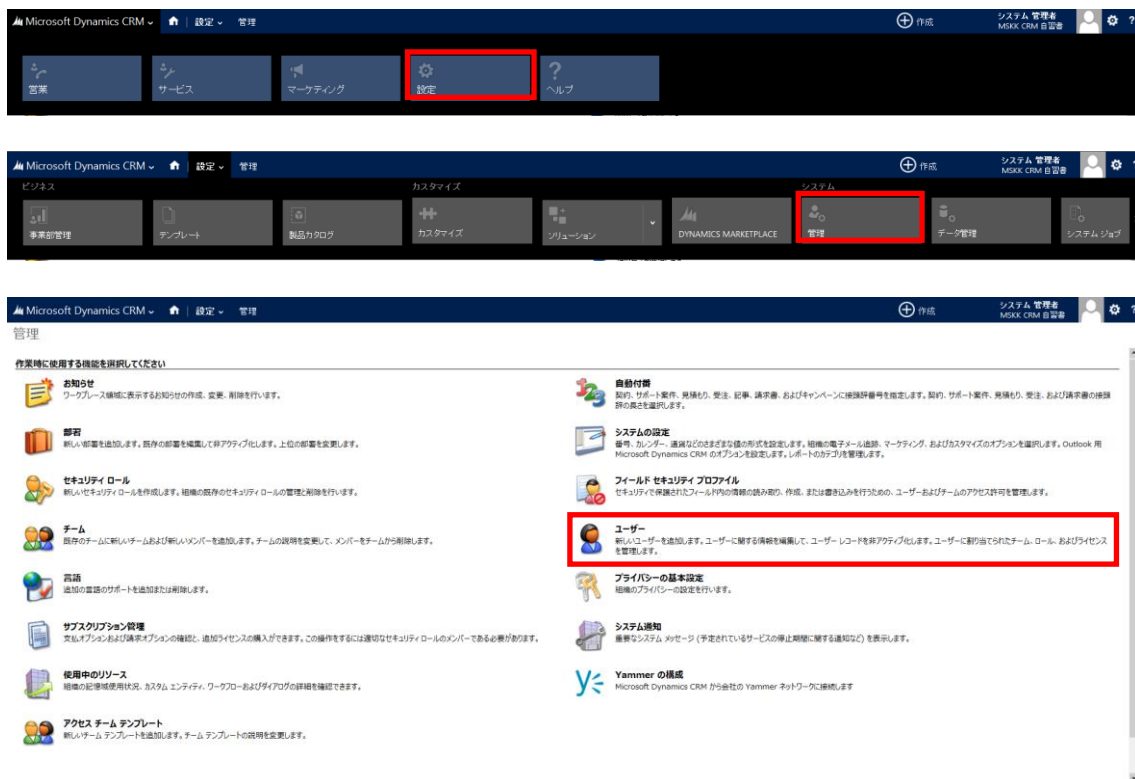 Microsoft Dynamics CRM 設定 管理 作成 システム 管理者
MSKK CRM 自習書 ?
営業 サービス マーケティング 設定 ? ヘルプ
Microsoft Dynamics CRM 設定 管理 作成 システム 管理者
MSKK CRM 自習書
ビジネス カスタマイズ システム
事業部管理 テンプレート 製品カタログ カスタマイズ ソリューション DYNAMICS MARKETPLACE 管理 データ管理 システム ジョブ
Microsoft Dynamics CRM 設定 管理 作成 システム 管理者
MSKK CRM 自習書 ?
管理
作業時に使用する機能を選択してください
お知らせ
ワークプレース領域に表示するお知らせの作成、変更、削除を行います。
自動付番
契約、サポート案件、見積もり、受注、記事、請求書、およびキャンペーンに接頭辞番号を指定します。契約、サポート案件、見積もり、受注、および請求書の接頭
辞の長さを選択します。
部署
新しい部署を追加します。既存の部署を編集して非アクティブ化します。上位の部署を変更します。
システムの設定
番号、カレンダー、通貨などのさまざまな値の形式を設定します。組織の電子メール追跡、マーケティング、およびカスタマイズのオプションを選択します。Outlook 用
Microsoft Dynamics CRM のオプションを設定します。レポートのカテゴリを管理します。
セキュリティ ロール
新しいセキュリティ ロールを作成します。組織の既存のセキュリティ ロールの管理と削除を行います。
フィールド セキュリティ プロファイル
セキュリティで保護されたフィールド内の情報の読み取り、作成、または書き込みを行うための、ユーザーおよびチームのアクセス許可を管理します。
チーム
既存のチームに新しいチームおよび新しいメンバーを追加します。チームの説明を変更して、メンバーをチームから削除します。
ユーザー
新しいユーザーを追加します。ユーザーに関する情報を編集して、ユーザー レコードを非アクティブ化します。ユーザーに割り当てられたチーム、ロール、およびライセンス
を管理します。
言語
追加の言語のサポートを追加または削除します。
プライバシーの基本設定
組織のプライバシーの設定を行います。
サブスクリプション管理
支払オプションおよび請求オプションの確認と、追加ライセンスの購入ができます。この操作をするには適切なセキュリティ ロールのメンバーである必要があります。
システム通知
重要なシステム メッセージ (予定されているサービスの停止期間に関する通知など) を表示します。
使用中のリソース
組織の記憶域使用状況、カスタム エンティティ、ワークフローおよびダイアログの詳細を確認できます。
Yammer の構成
Microsoft Dynamics CRM から会社の Yammer ネットワークに接続します
アクセス チーム テンプレート
新しいチーム テンプレートを追加します。チーム テンプレートの説明を変更します。